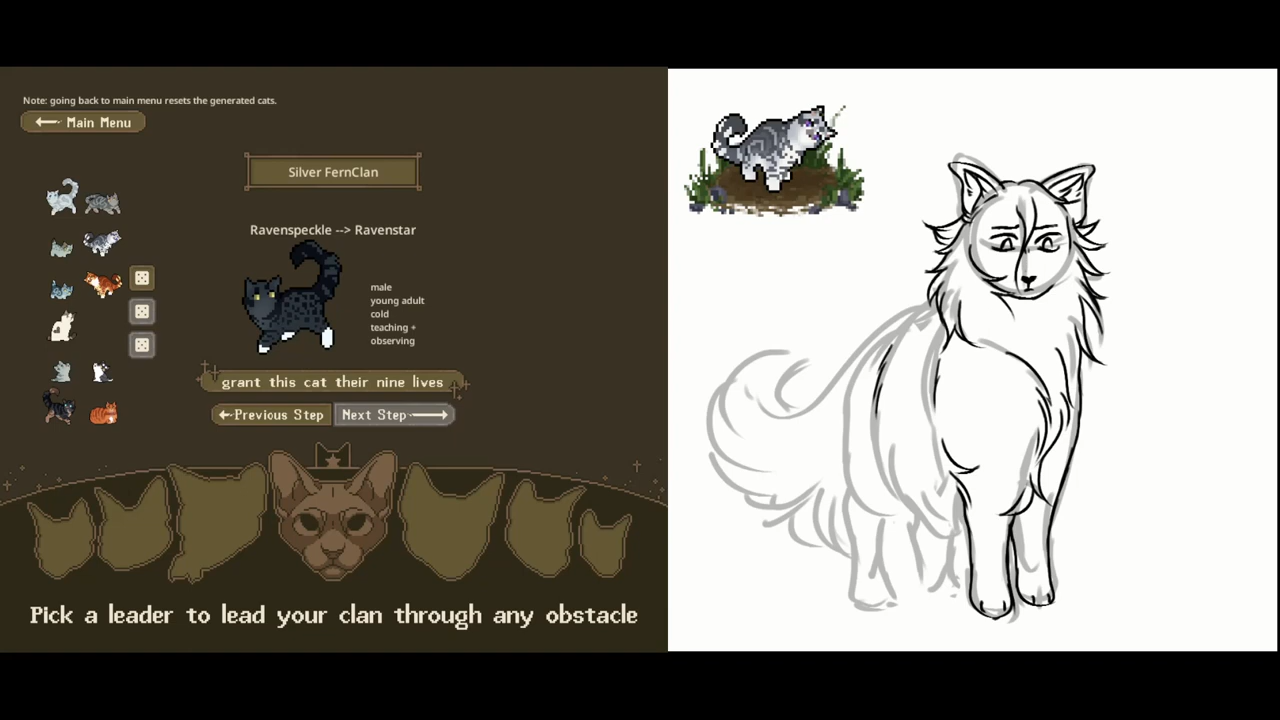 Note: going back to main menu resets the generated cats.
Main Menu
Silver FernClan
Ravenspeckle --> Ravenstar
male
young adult
cold
teaching +
observing
grant this cat their nine lives
Previous Step
Next Step
Pick a leader to lead your clan through any obstacle